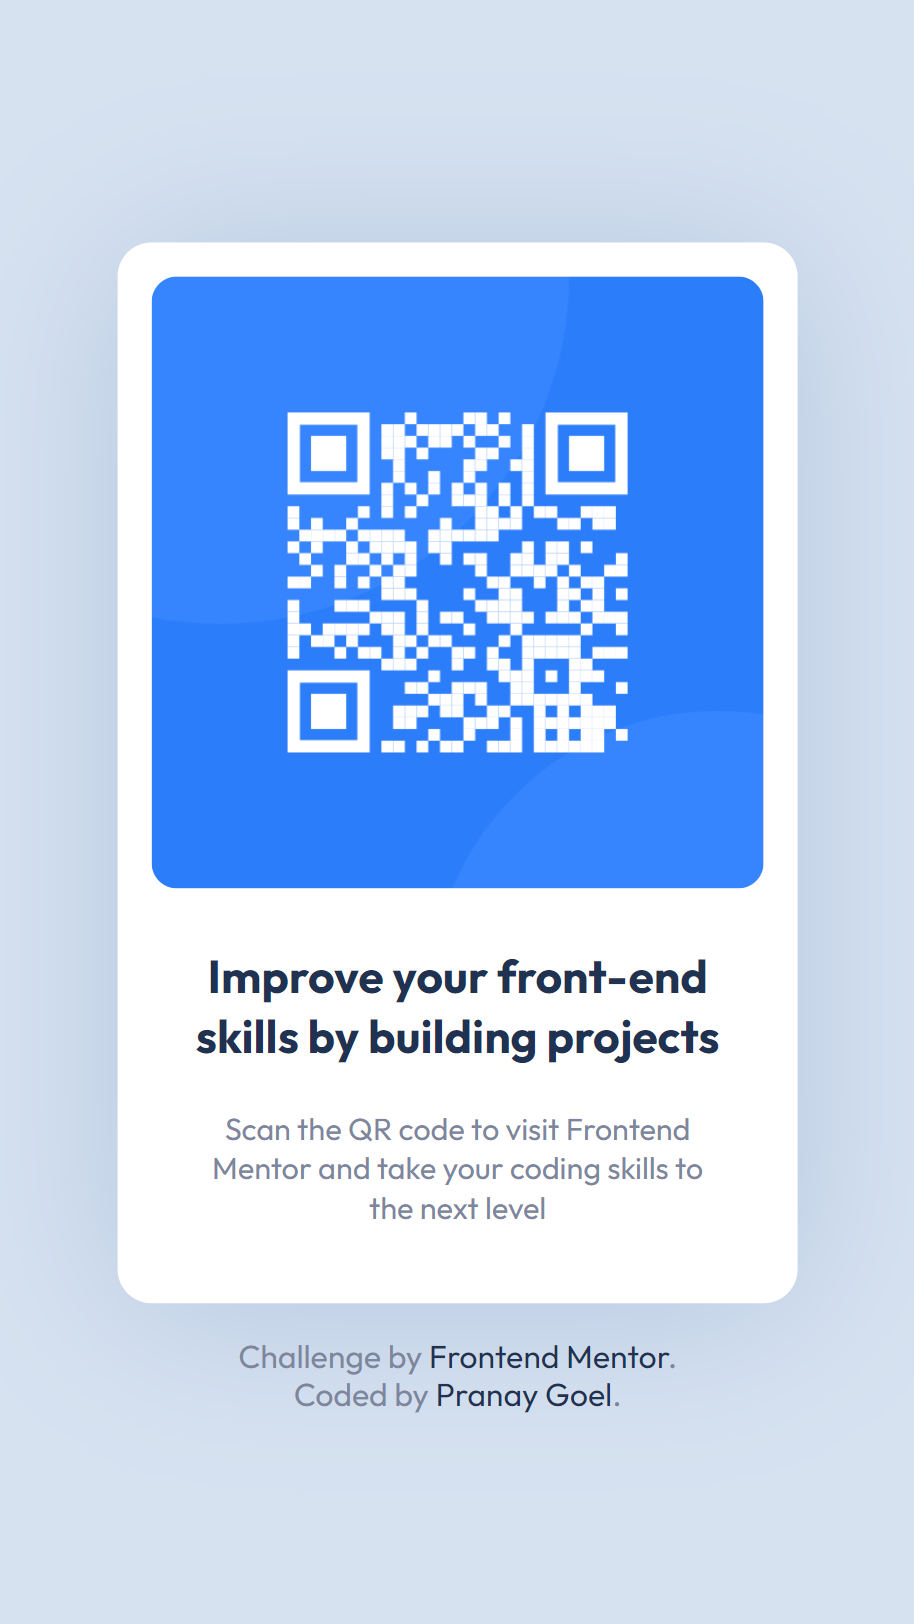 Improve your front-end
skills by building projects
Scan the QR code to visit Frontend
Mentor and take your coding skills to
the next level
Challenge by Frontend Mentor.
Coded by Pranay Goel.